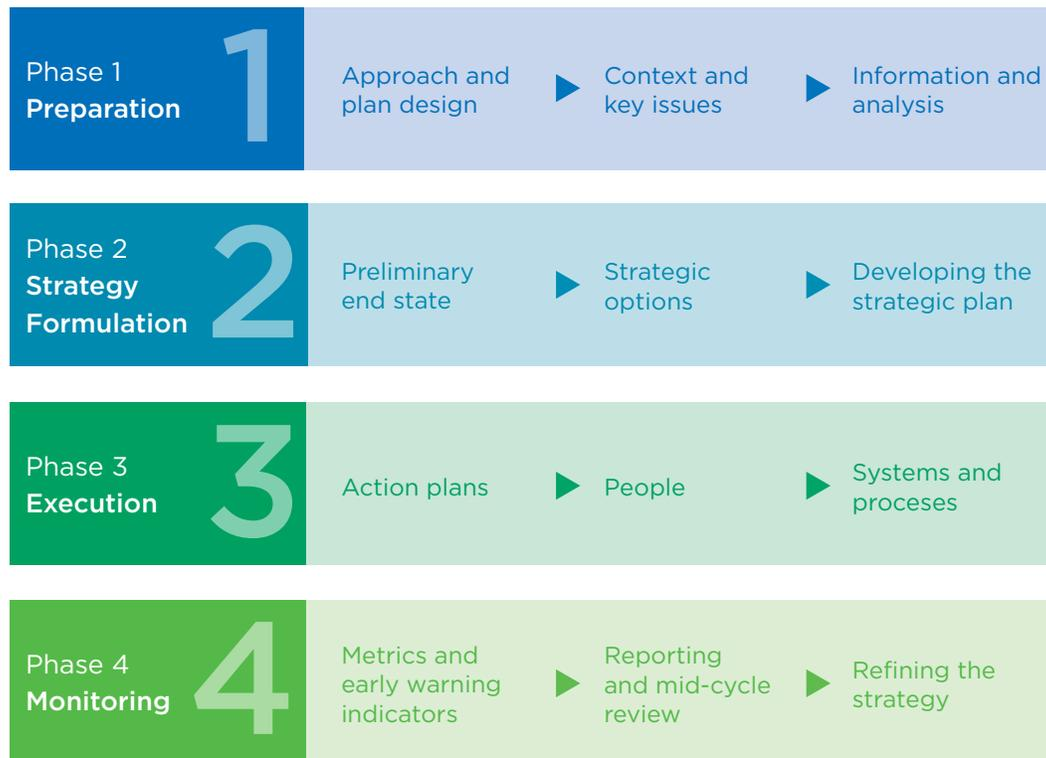 Phase 1
Preparation
1
Approach and
plan design
Context and
key issues
Information and
analysis
Phase 2
Strategy
Formulation
2
Preliminary
end state
Strategic
options
Developing the
strategic plan
Phase 3
Execution
3
Action plans
People
Systems and
proceses
Phase 4
Monitoring
4
Metrics and
early warning
indicators
Reporting
and mid-cycle
review
Refining the
strategy